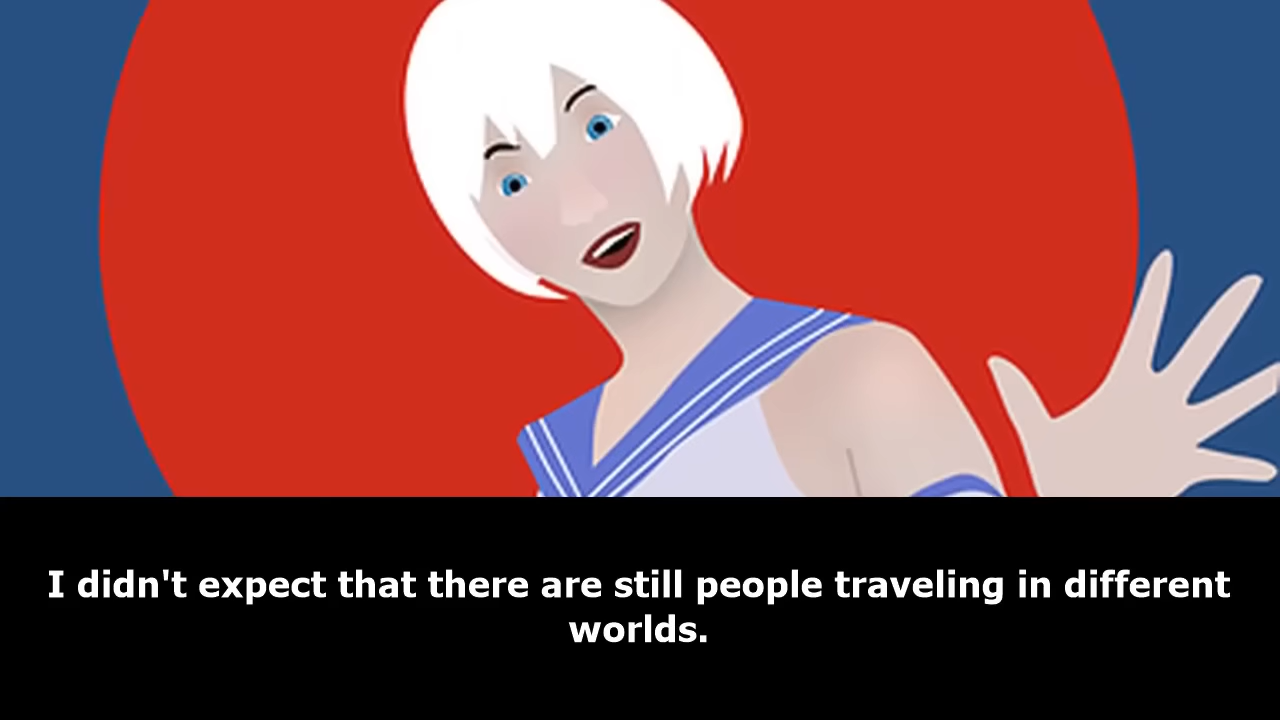 I didn't expect that there are still people traveling in different
worlds.